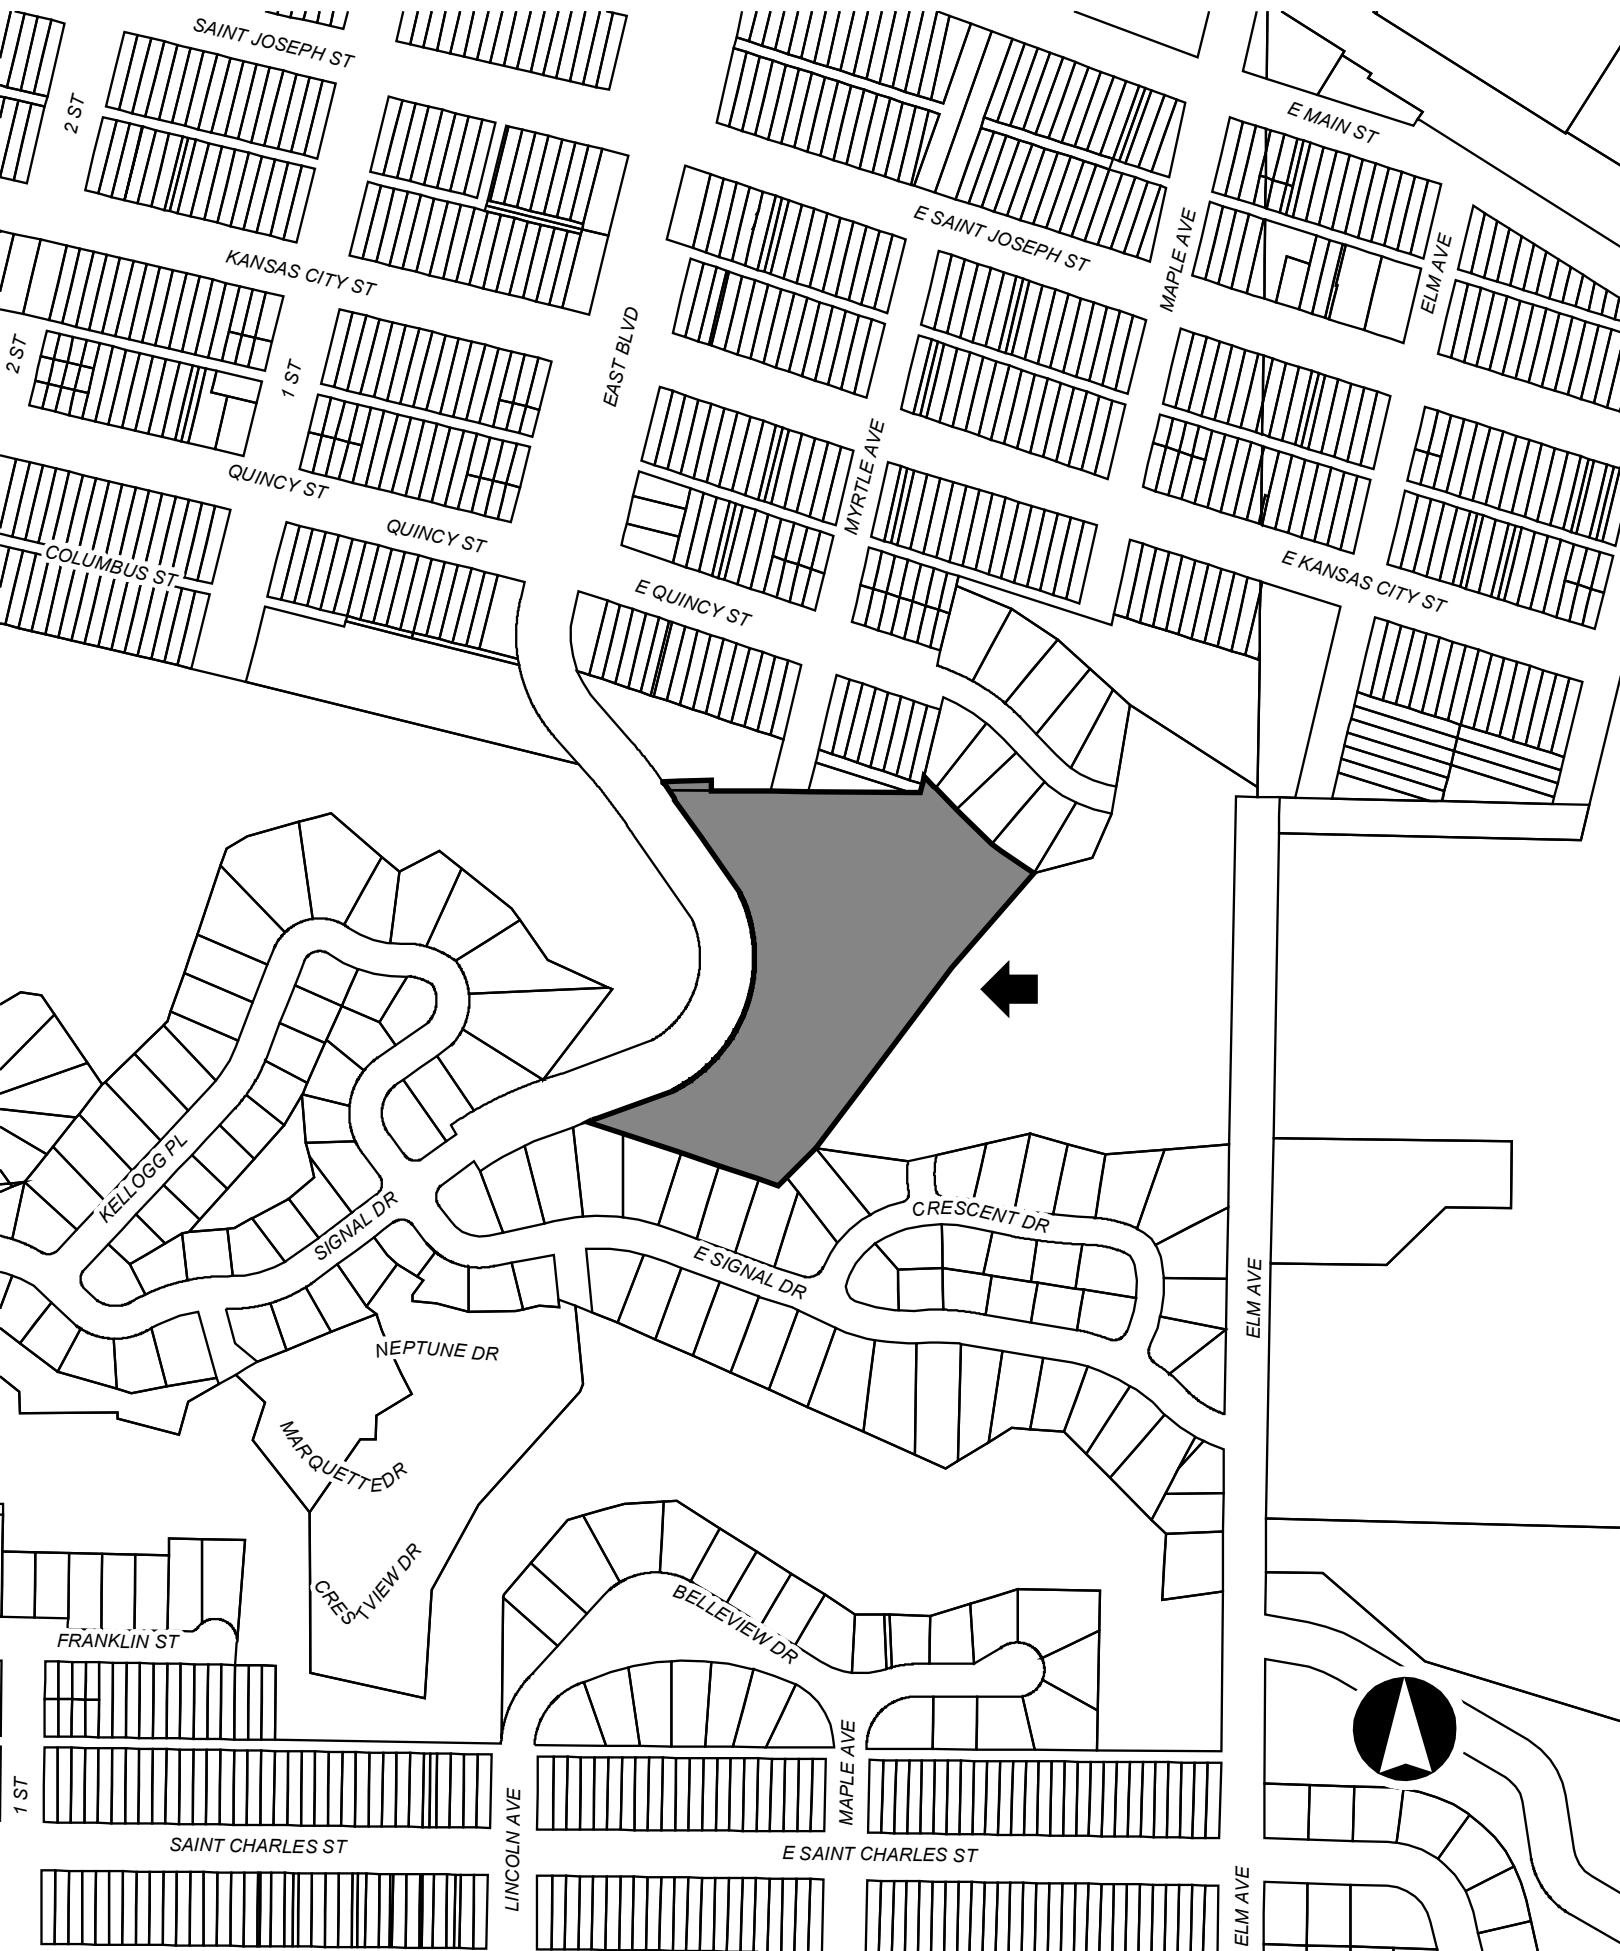 SAINT JOSEPH ST
2 ST
E MAIN ST
E SAINT JOSEPH ST
MAPLE AVE
ELM AVE
KANSAS CITY ST
2 ST
1 ST
EAST BLVD
MYRTLE AVE
QUINCY ST
QUINCY ST
COLUMBUS ST
E QUINCY ST
E KANSAS CITY ST
KELLOGG PL
SIGNAL DR
CRESCENT DR
E SIGNAL DR
ELM AVE
NEPTUNE DR
MARQUETTE DR
CRESTVIEW DR
BELLEVIEW DR
FRANKLIN ST
1 ST
LINCOLN AVE
MAPLE AVE
SAINT CHARLES ST
E SAINT CHARLES ST
ELM AVE